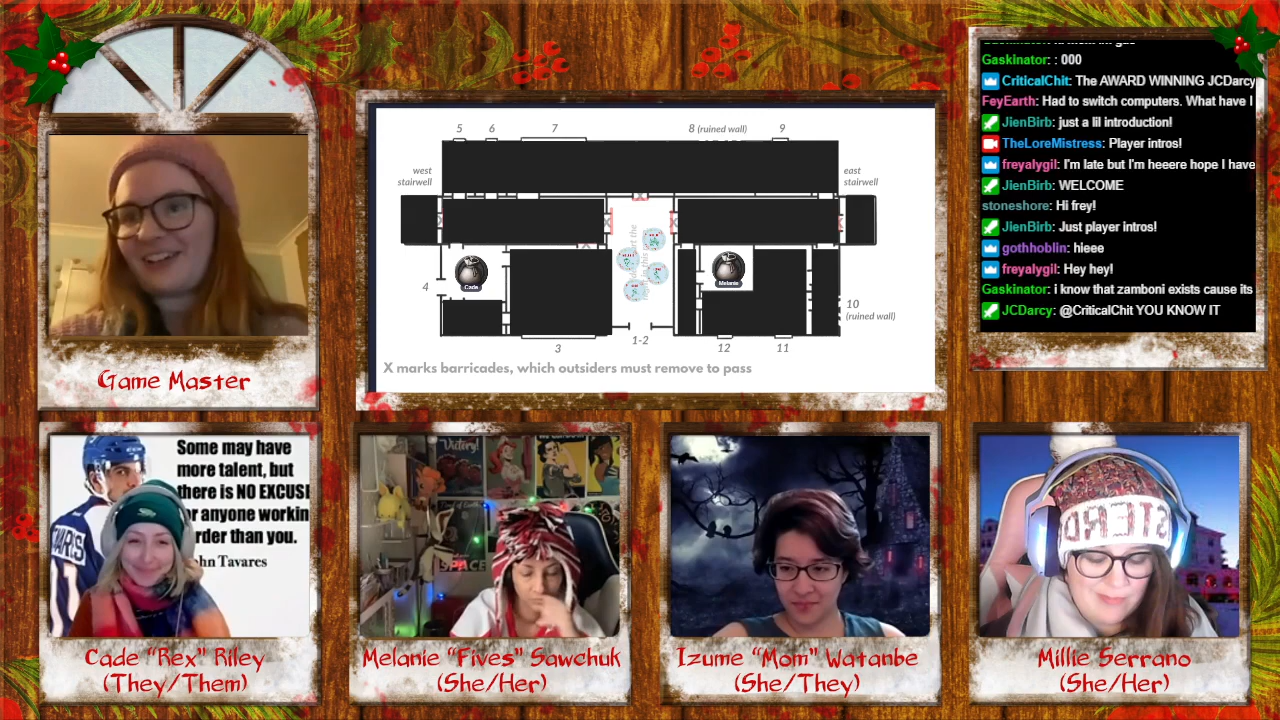 Game Master
5
6
7
8 (ruined wall)
9
west
stairwell
east
stairwell
Cade
Melanie
4
10
(ruined wall)
3
1-2
12
11
X marks barricades, which outsiders must remove to pass
Gaskinator: : 000
CriticalChit: The AWARD WINNING JCDarcy
FeyEarth: Had to switch computers. What have I
JienBirb: just a lil introduction!
TheLoreMistress: Player intros!
freyalygil: I'm late but I'm heeere hope I have
JienBirb: WELCOME
stoneshore: Hi frey!
JienBirb: Just player intros!
gothhoblin: hleee
freyalygil: Hey hey!
Gaskinator: i know that zamboni exists cause its
JCDarcy: @CriticalChit YOU KNOW IT
Some may have
more talent, but
there is NO EXCUSE
or anyone workin
rder than you.
ohn Tavares
Victory!
SPACE
Cade "Rex" Riley
(They/Them)
Melanie "Fives" Sawchuk
(She/Her)
Izume "Mom" Watanbe
(She/They)
Millie Serrano
(She/Her)